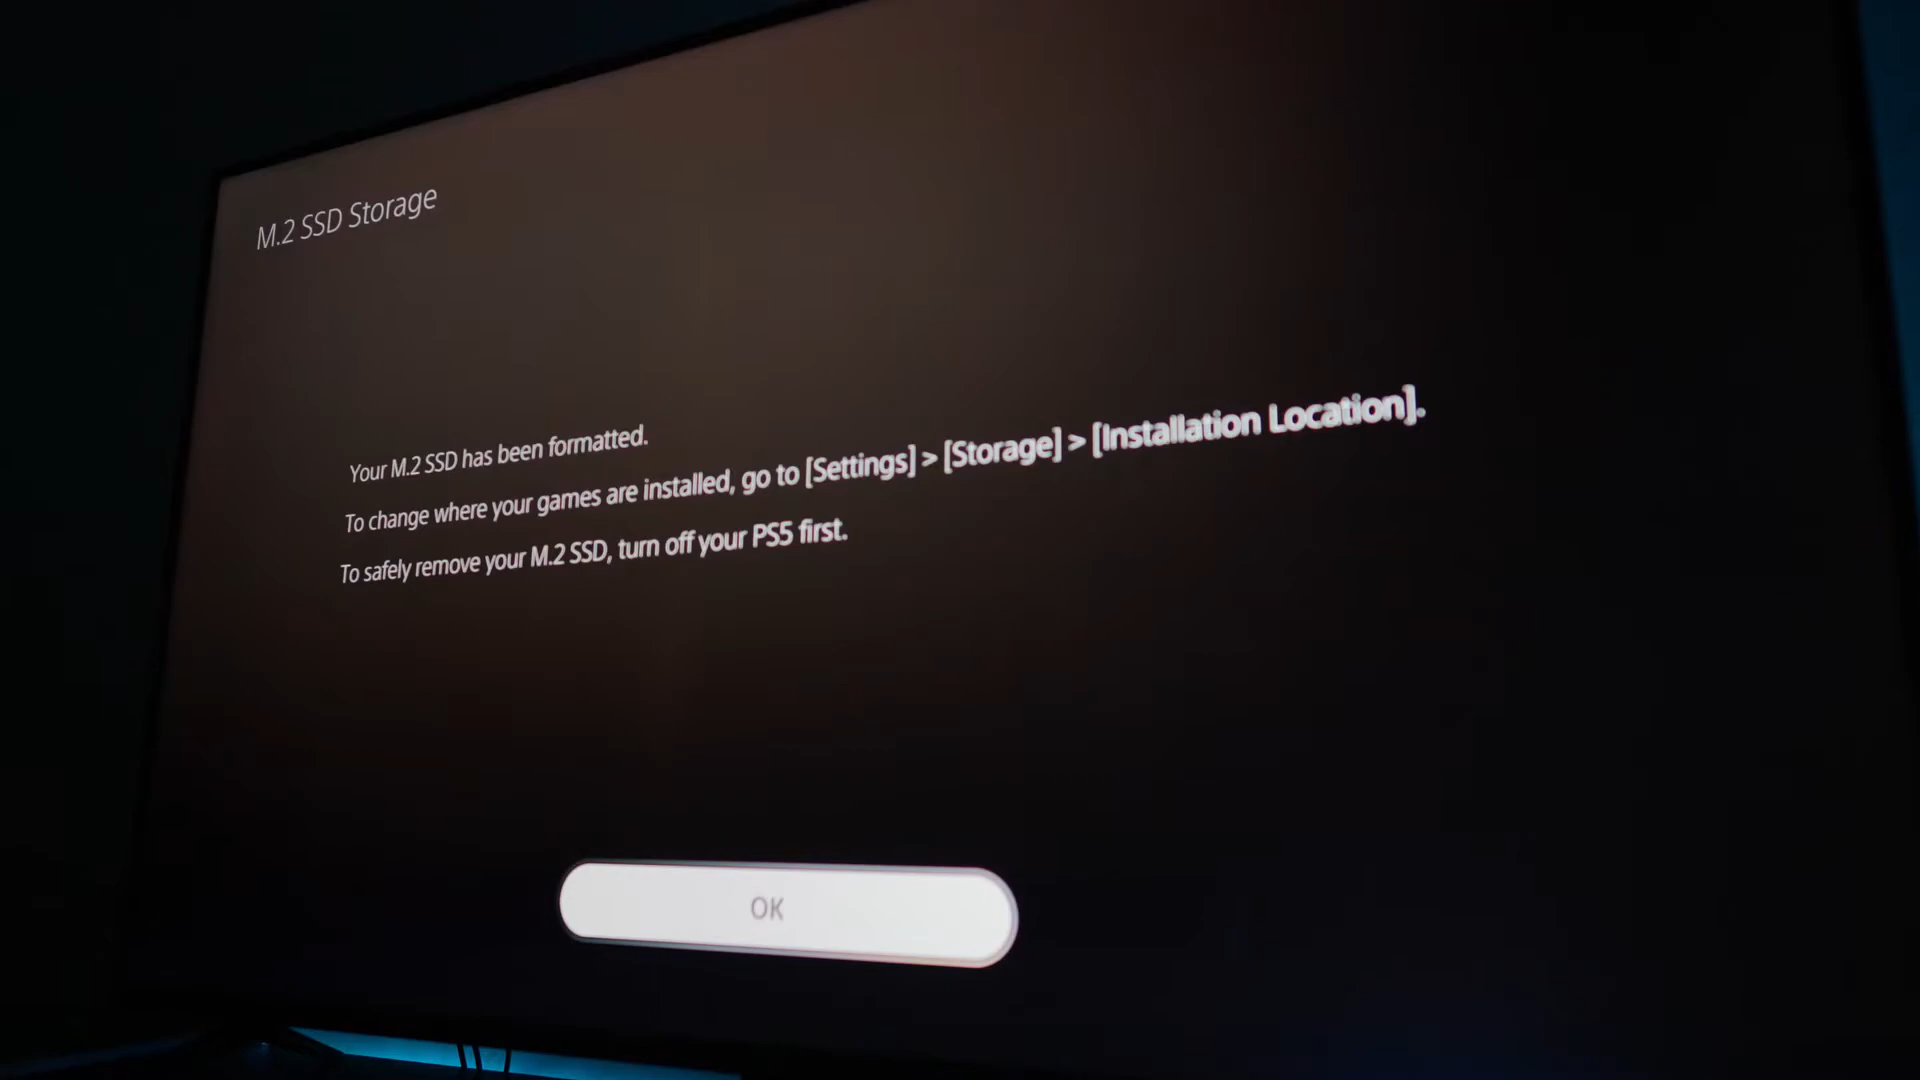 M.2 SSD Storage
Your M.2 SSD has been formatted.
To change where your games are installed, go to [Settings] > [Storage] > [Installation Location].
To safely remove your M.2 SSD, turn off your PS5 first.
OK